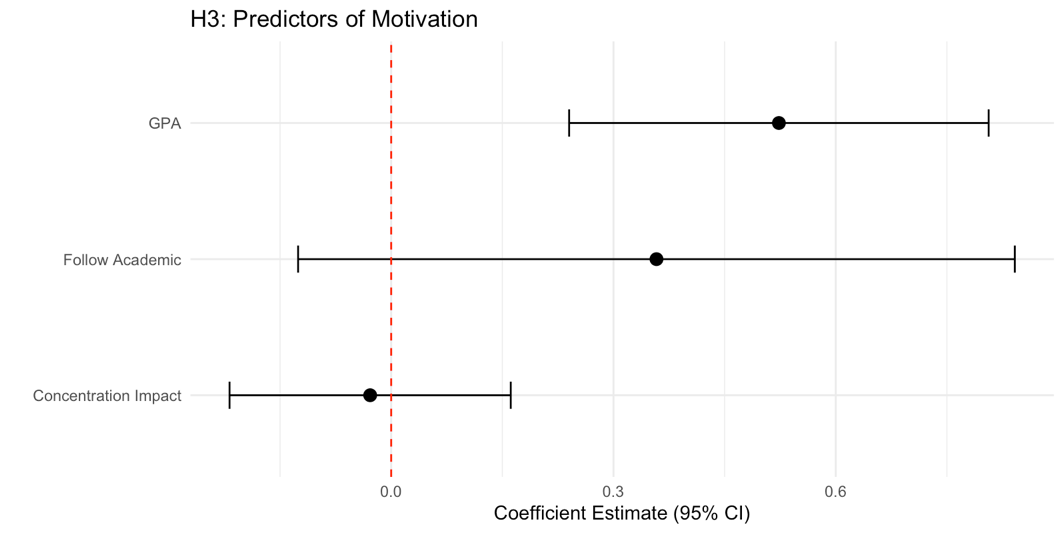 H3: Predictors of Motivation
GPA
Follow Academic
Concentration Impact
0.0 0.3 0.6
Coefficient Estimate (95% CI)